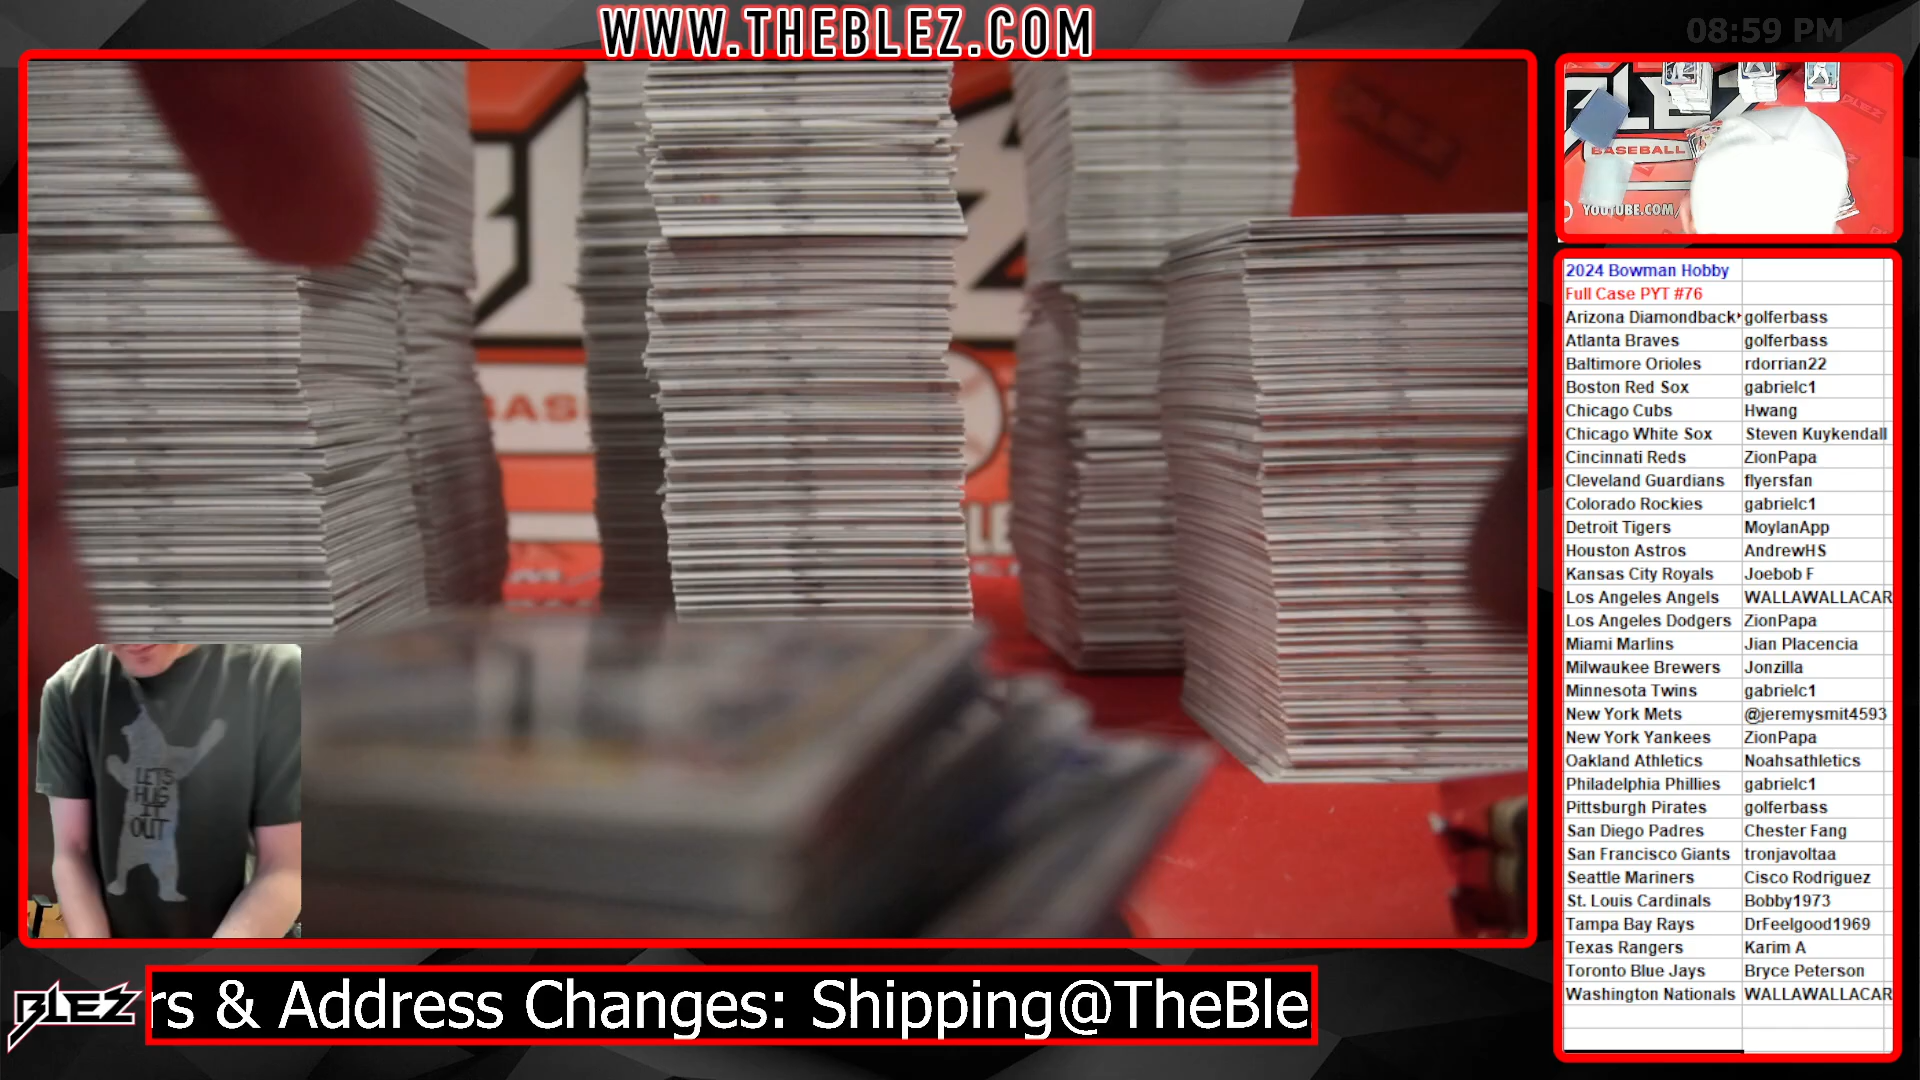 WWW.THEBLEZ.COM
08:59 PM
BASEBALL
YOUTUBE.COM/
BAS
LET'S
HUG
IT
OUT
2024 Bowman Hobby
Full Case PYT #76
Arizona Diamondback golferbass
Atlanta Braves golferbass
Baltimore Orioles rdorrian22
Boston Red Sox gabrielc1
Chicago Cubs Hwang
Chicago White Sox Steven Kuykendall
Cincinnati Reds ZionPapa
Cleveland Guardians flyersfan
Colorado Rockies gabrielc1
Detroit Tigers MoylanApp
Houston Astros AndrewHS
Kansas City Royals Joebob F
Los Angeles Angels WALLAWALLACAR
Los Angeles Dodgers ZionPapa
Miami Marlins Jian Placencia
Milwaukee Brewers Jonzilla
Minnesota Twins gabrielc1
New York Mets @jeremysmit4593
New York Yankees ZionPapa
Oakland Athletics Noahsathletics
Philadelphia Phillies gabrielc1
Pittsburgh Pirates golferbass
San Diego Padres Chester Fang
San Francisco Giants tronjavoltaa
Seattle Mariners Cisco Rodriguez
St. Louis Cardinals Bobby1973
Tampa Bay Rays DrFeelgood1969
Texas Rangers Karim A
Toronto Blue Jays Bryce Peterson
Washington Nationals WALLAWALLACAR
BLEZ
rs & Address Changes: Shipping@TheBle